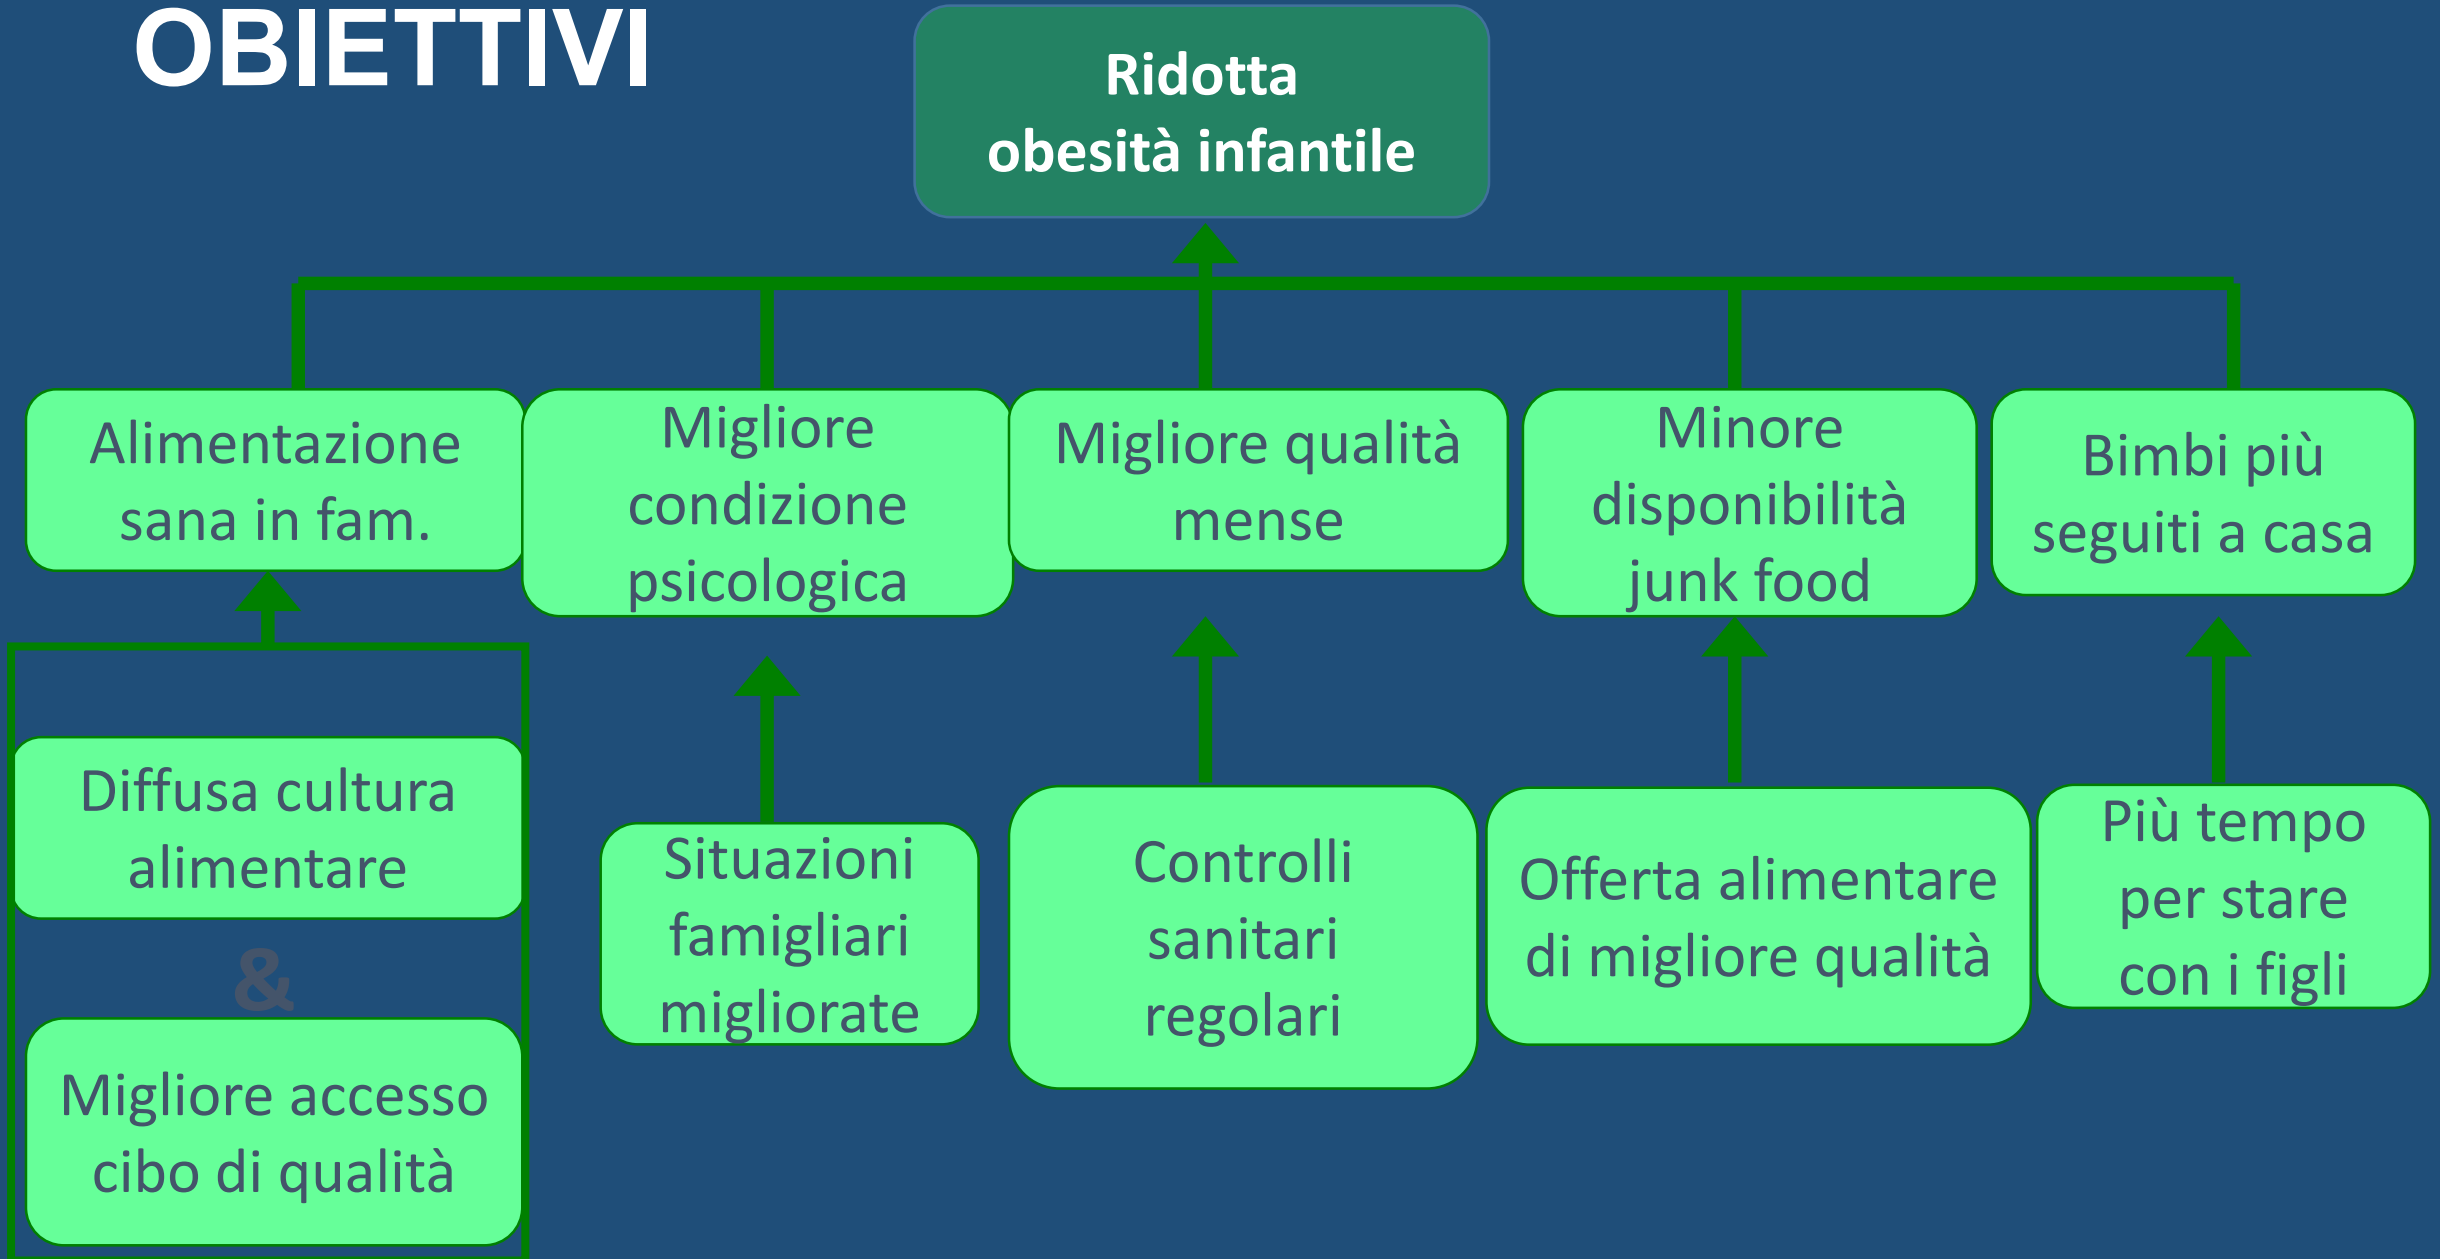 OBIETTIVI
Ridotta
obesità infantile
Alimentazione
sana in fam.
Migliore
condizione
psicologica
Migliore qualità
mense
Minore
disponibilità
junk food
Bimbi più
seguiti a casa
Diffusa cultura
alimentare
&
Migliore accesso
cibo di qualità
Situazioni
famigliari
migliorate
Controlli
sanitari
regolari
Offerta alimentare
di migliore qualità
Più tempo
per stare
con i figli